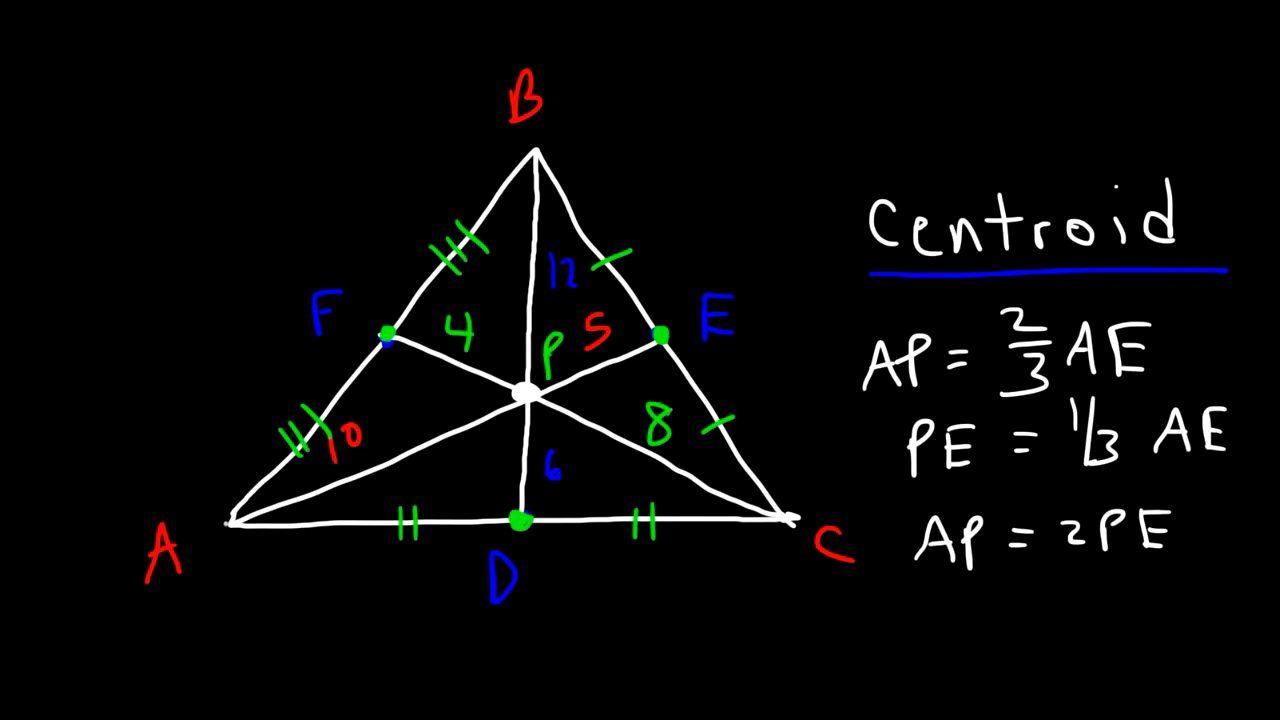 B
Centroid
12
F
4
P
5
E
AP = 2/3 AE
10
8
PE = 1/3 AE
6
A
D
C
AP = 2PE